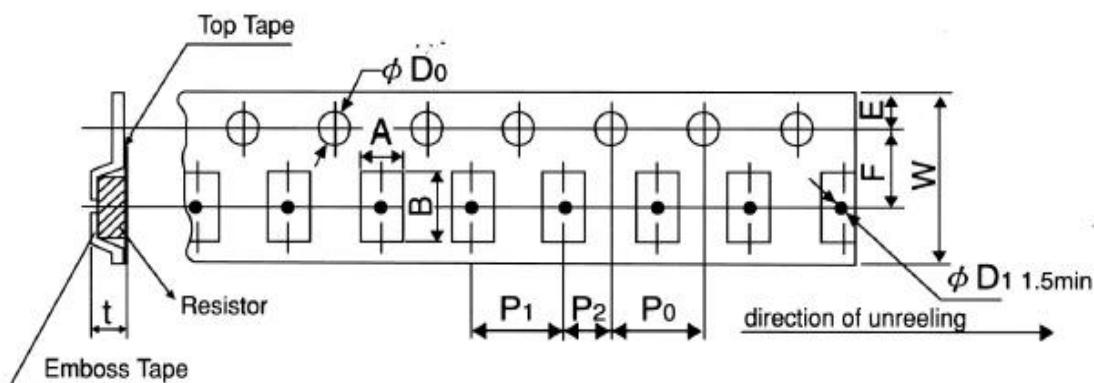 Top Tape
φ D0
A
B
E
F
W
t
Resistor
P1
P2
P0
φ D1 1.5min
direction of unreeling
Emboss Tape